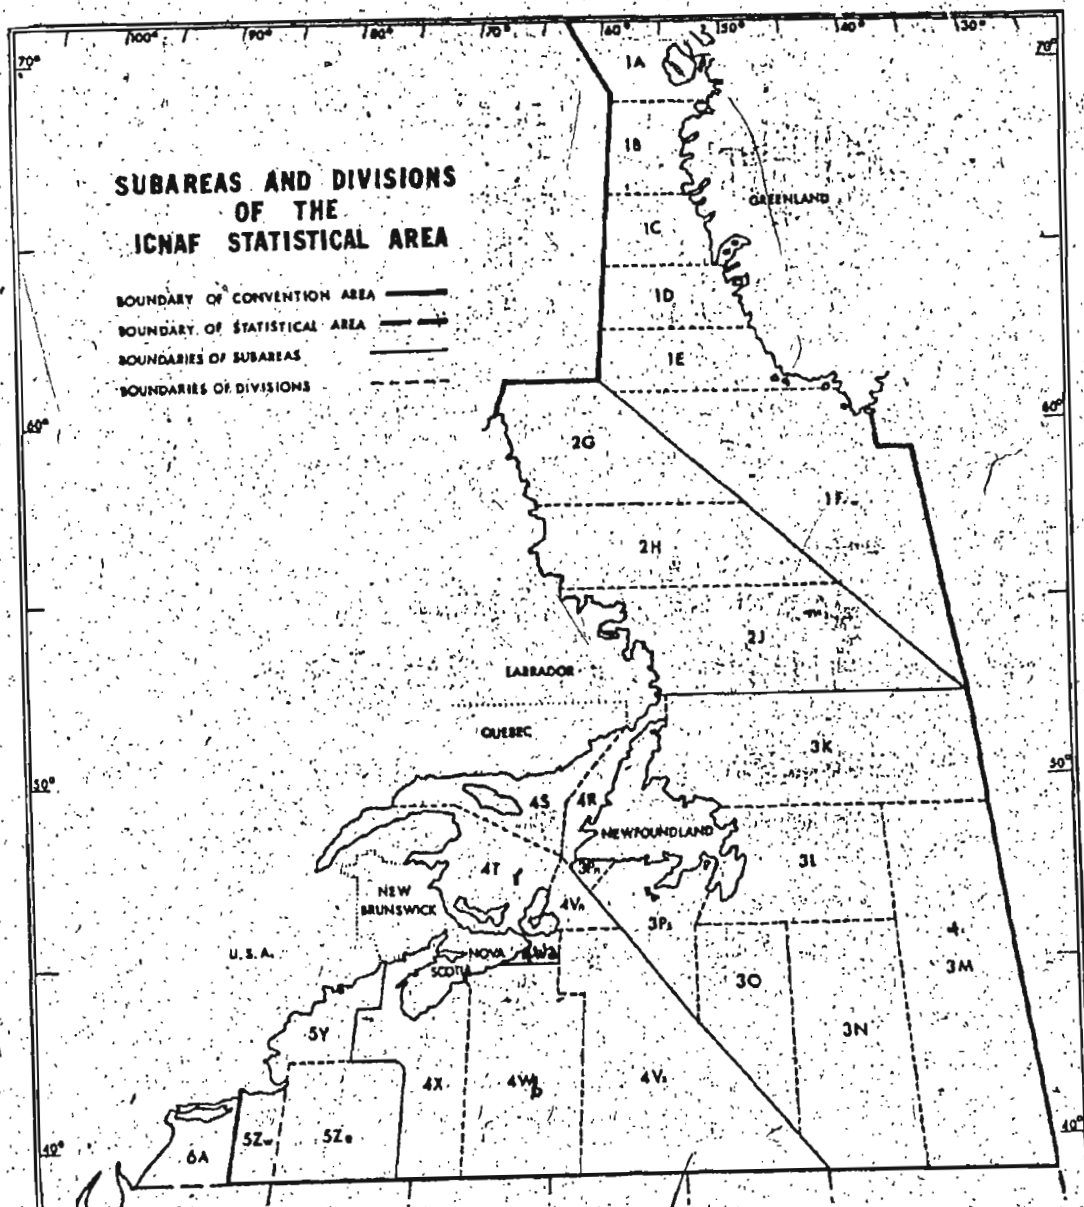 100° 90° 80° 70° 60° 50° 40° 30°
70° 70°
1A
1B
SUBAREAS AND DIVISIONS
OF THE
ICNAF STATISTICAL AREA
GREENLAND
1C
BOUNDARY OF CONVENTION AREA
1D
BOUNDARY OF STATISTICAL AREA
BOUNDARIES OF SUBAREAS
1E
BOUNDARIES OF DIVISIONS
60° 60°
2G
1F
2H
2J
LABRADOR
QUEBEC
3K
50° 50°
4S 4R
NEWFOUNDLAND
3L
4T
3Pn
NEW
BRUNSWICK
4Vn
3Ps
U.S.A.
NOVA
SCOTIA
3M
3O
3N
5Y
4X
4Wb
4Vs
5Zw
5Ze
6A
40° 40°